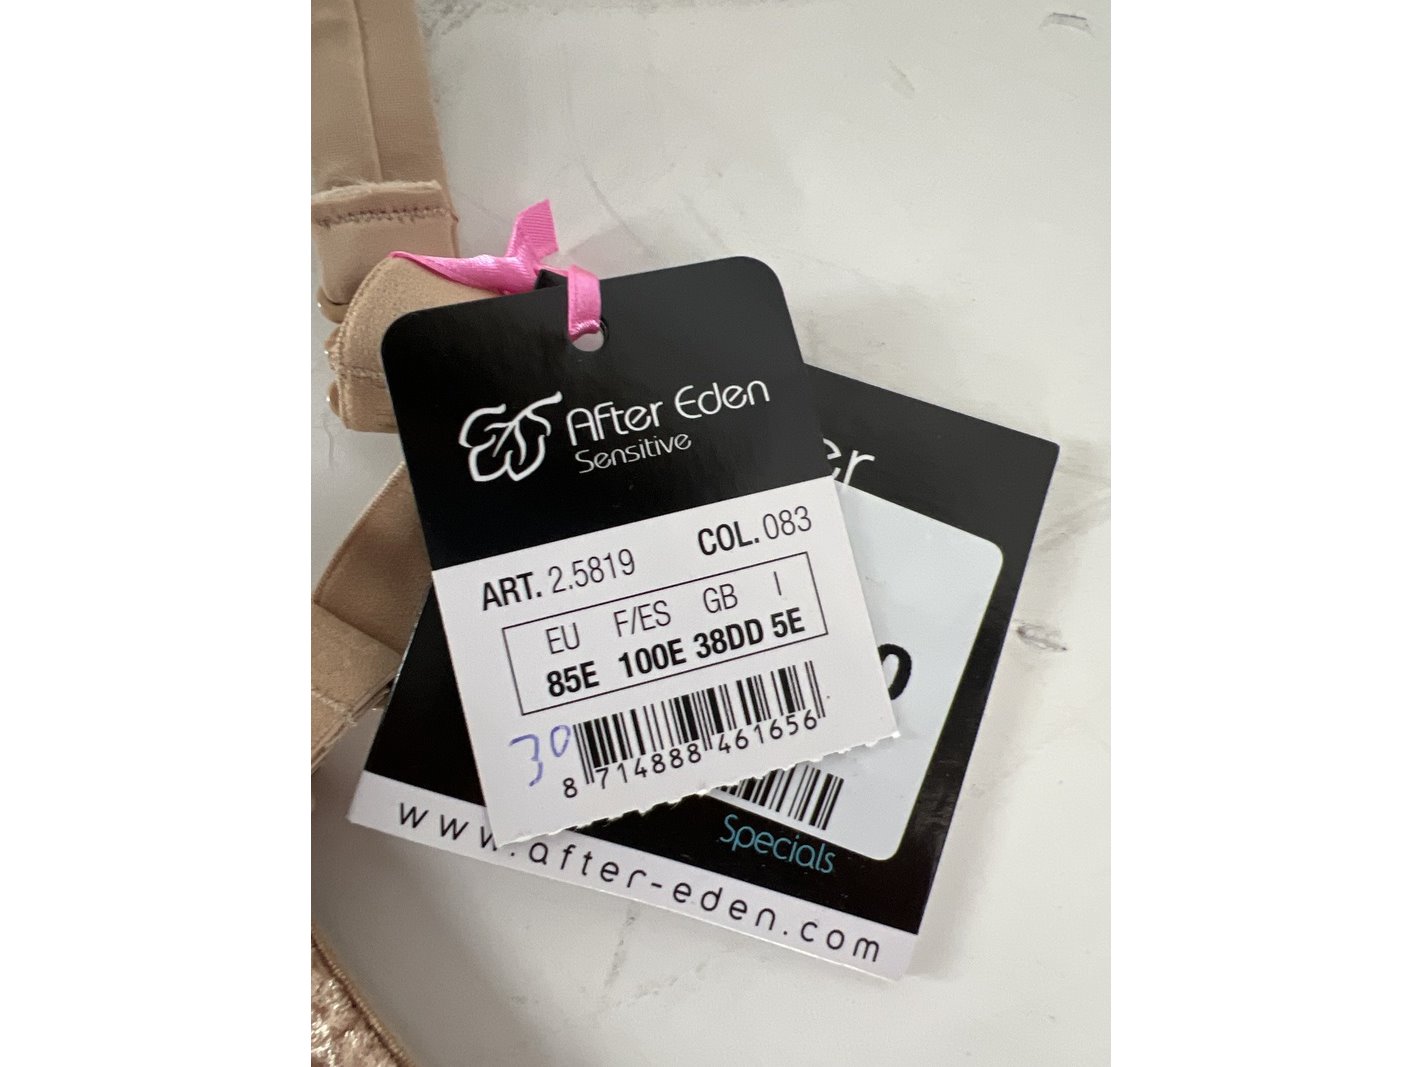 After Eden
Sensitive
er
ART. 2.5819 COL. 083
EU F/ES GB I
85E 100E 38DD 5E
30
8 714888 461656
Specials
www.after-eden.com